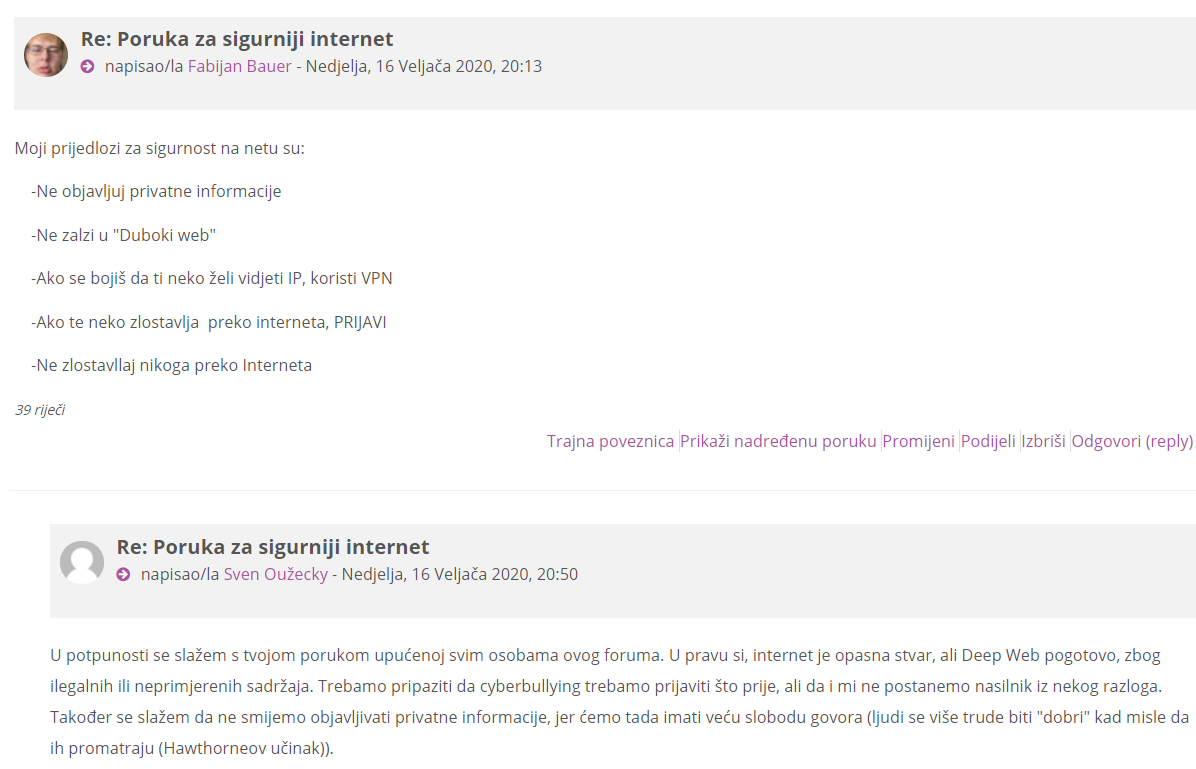 Re: Poruka za sigurniji internet
napisao/la Fabijan Bauer - Nedjelja, 16 Veljača 2020, 20:13
Moji prijedlozi za sigurnost na netu su:
-Ne objavljuj privatne informacije
-Ne zalzi u "Duboki web"
-Ako se bojiš da ti neko želi vidjeti IP, koristi VPN
-Ako te neko zlostavlja  preko interneta, PRIJAVI
-Ne zlostavllaj nikoga preko Interneta
39 riječi
Trajna poveznica Prikaži nadređenu poruku Promijeni Podijeli Izbriši Odgovori (reply)
Re: Poruka za sigurniji internet
napisao/la Sven Oužecky - Nedjelja, 16 Veljača 2020, 20:50
U potpunosti se slažem s tvojom porukom upućenoj svim osobama ovog foruma. U pravu si, internet je opasna stvar, ali Deep Web pogotovo, zbog
ilegalnih ili neprimjerenih sadržaja. Trebamo pripaziti da cyberbullying trebamo prijaviti što prije, ali da i mi ne postanemo nasilnik iz nekog razloga.
Također se slažem da ne smijemo objavljivati privatne informacije, jer ćemo tada imati veću slobodu govora (ljudi se više trude biti "dobri" kad misle da
ih promatraju (Hawthorneov učinak)).